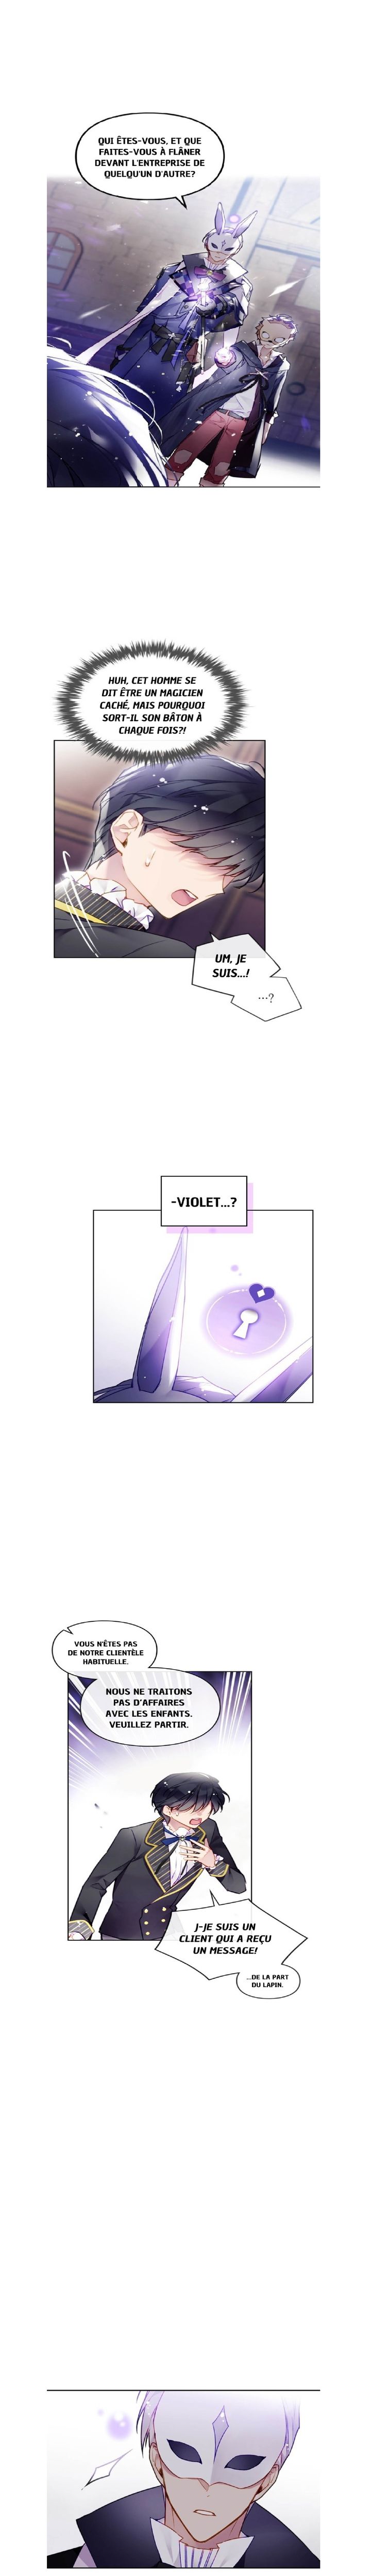 QUI ÊTES-VOUS, ET QUE
FAITES-VOUS À FLÂNER
DEVANT L'ENTREPRISE DE
QUELQU'UN D'AUTRE?
HUH, CET HOMME SE
DIT ÊTRE UN MAGICIEN
CACHÉ, MAIS POURQUOI
SORT-IL SON BÂTON À
CHAQUE FOIS?!
UM, JE
SUIS...!
...?
-VIOLET...?
VOUS N'ÊTES PAS
DE NOTRE CLIENTÈLE
HABITUELLE.
NOUS NE TRAITONS
PAS D'AFFAIRES
AVEC LES ENFANTS.
VEUILLEZ PARTIR.
J-JE SUIS UN
CLIENT QUI A REÇU
UN MESSAGE!
...DE LA PART
DU LAPIN.